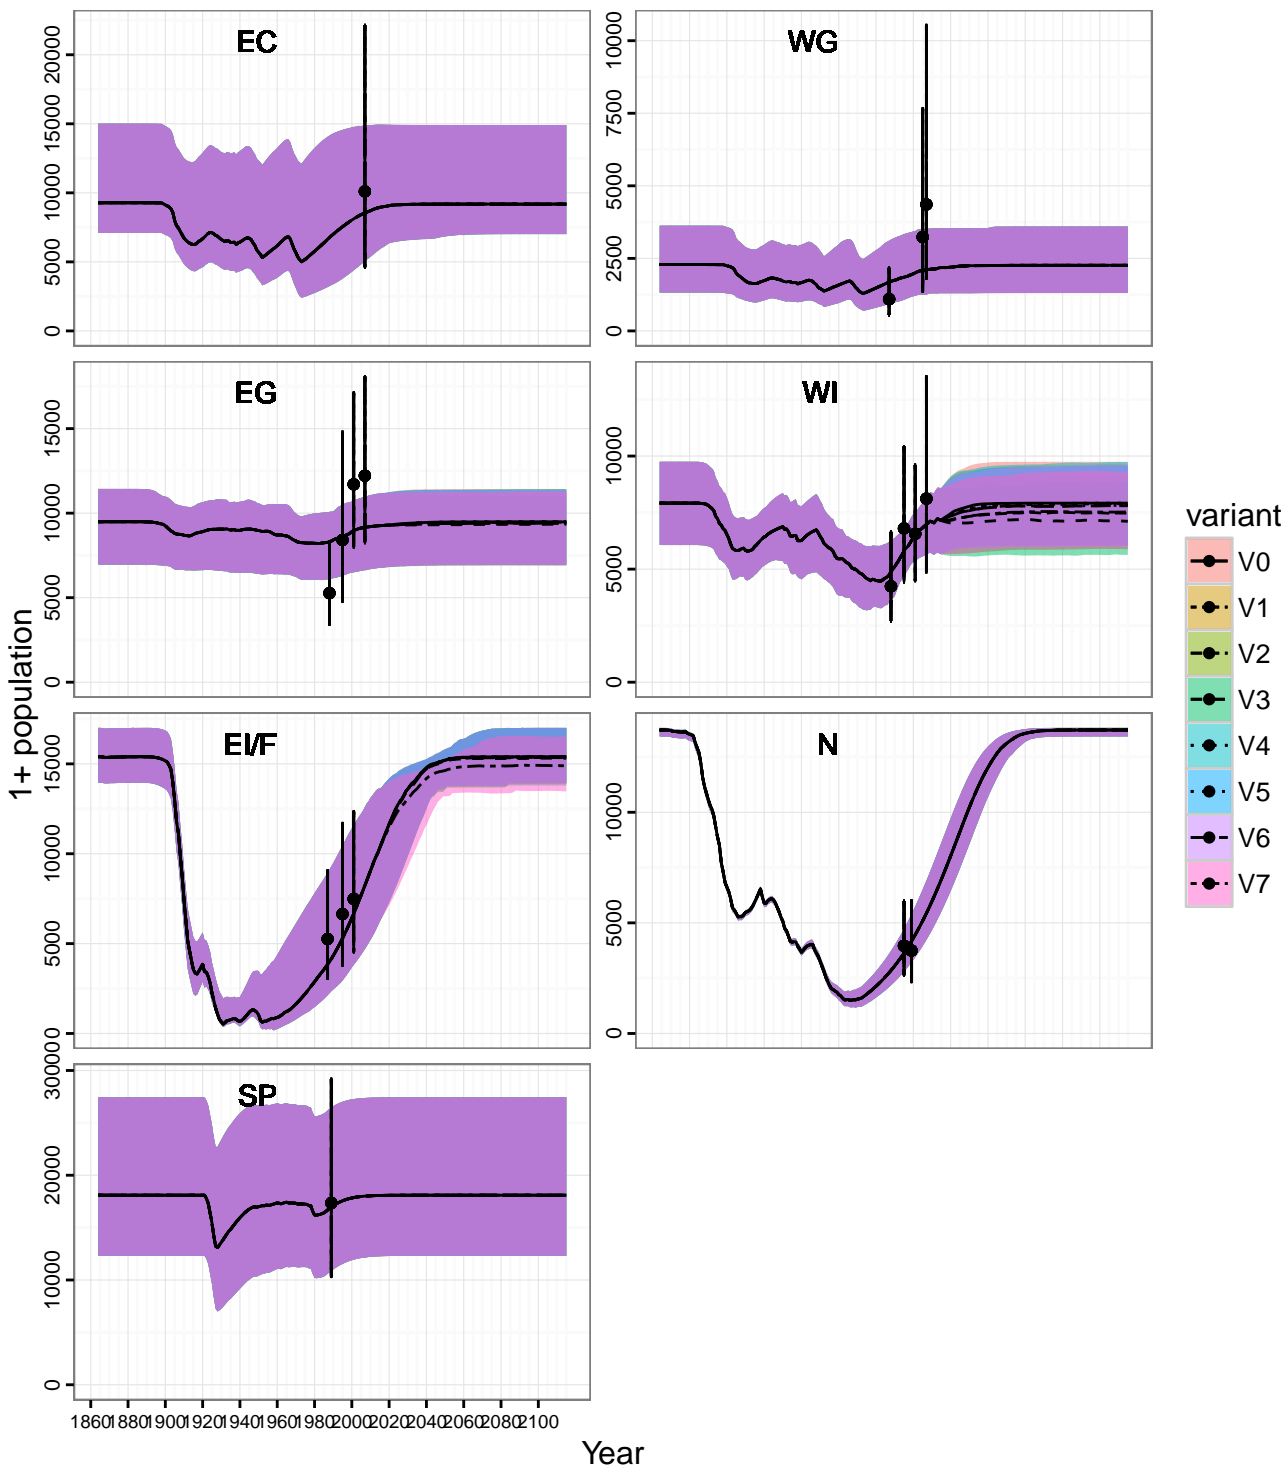 EC
0 5000 10000 15000 20000
WG
0 2500 5000 7500 10000
EG
0 5000 10000 15000
WI
0 5000 10000
EI/F
0 5000 10000 15000
N
0 5000 10000
SP
0 10000 20000 30000
1860 1880 1900 1920 1940 1960 1980 2000 2020 2040 2060 2080 2100
Year
1+ population
variant
V0
V1
V2
V3
V4
V5
V6
V7